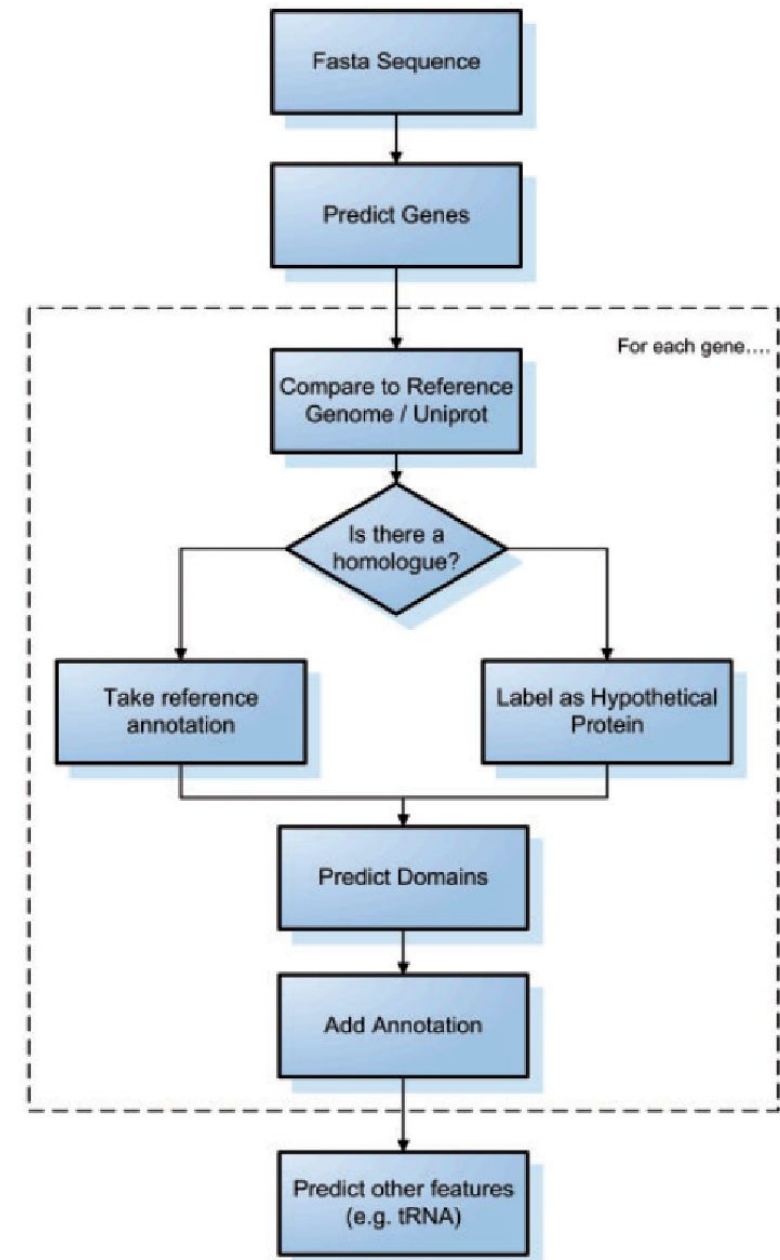 Fasta Sequence
Predict Genes
For each gene....
Compare to Reference
Genome / Uniprot
Is there a
homologue?
Take reference
annotation
Label as Hypothetical
Protein
Predict Domains
Add Annotation
Predict other features
(e.g. tRNA)